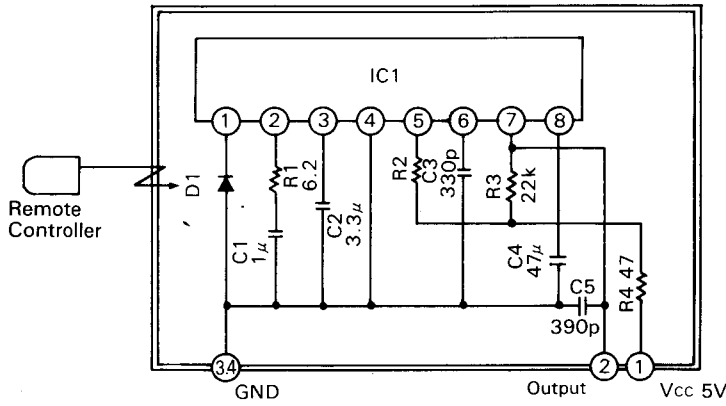 IC1
1 2 3 4 5 6 7 8
Remote
Controller
D1
R1
6.2
C1
1μ
C2
3.3μ
R2
C3
330p
R3
22k
C4
47μ
C5
390p
R4 47
3.4
GND
Output
2
1
Vcc 5V